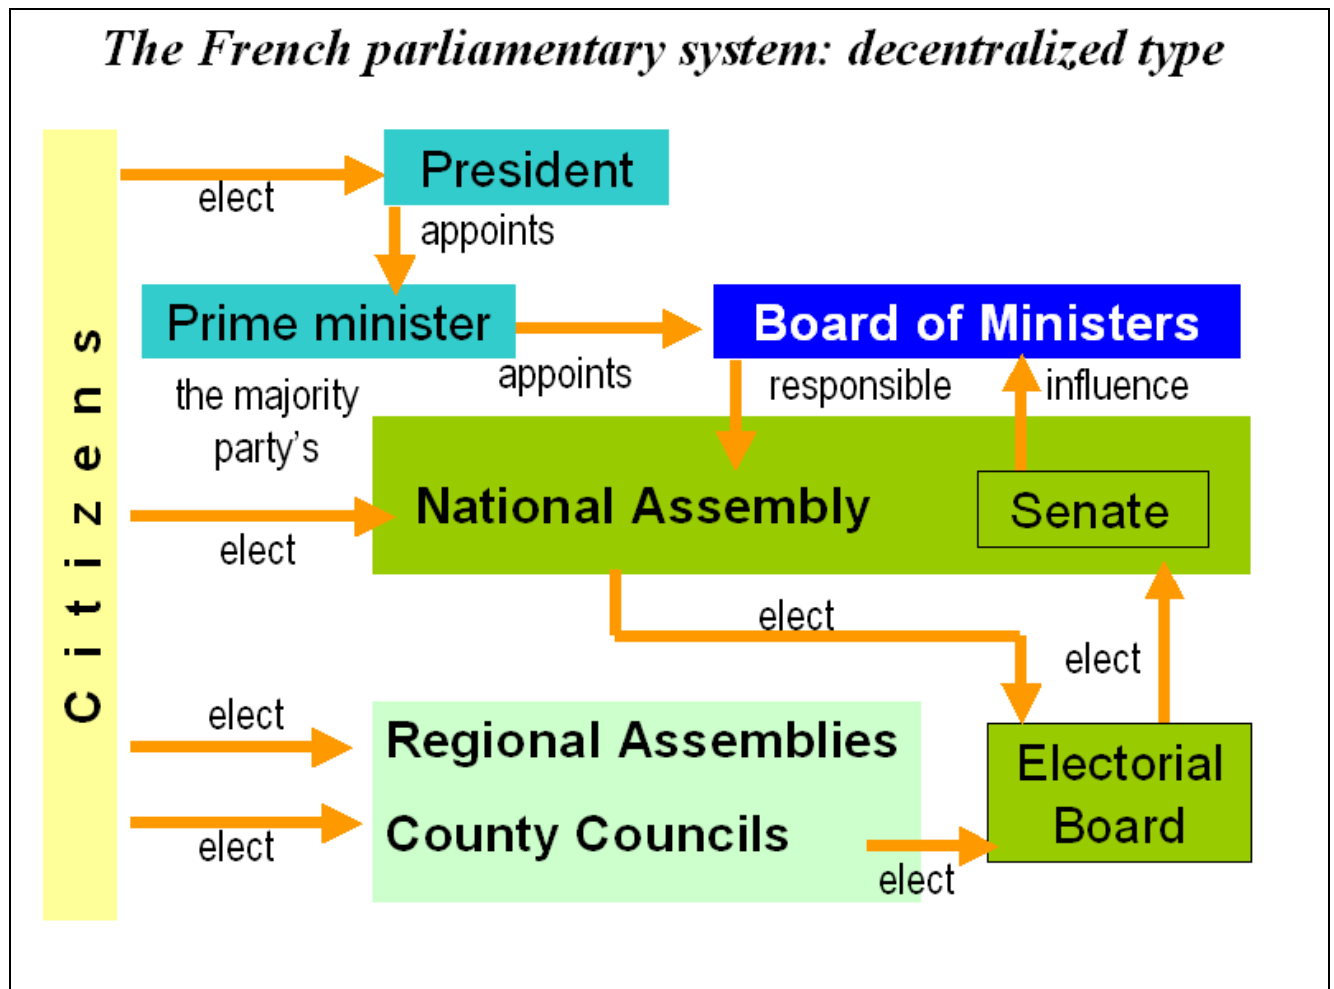 The French parliamentary system: decentralized type
Citizens
President
elect
appoints
Prime minister
Board of Ministers
appoints
responsible
influence
the majority
party's
National Assembly
Senate
elect
elect
elect
elect
Regional Assemblies
Electorial
Board
County Councils
elect
elect